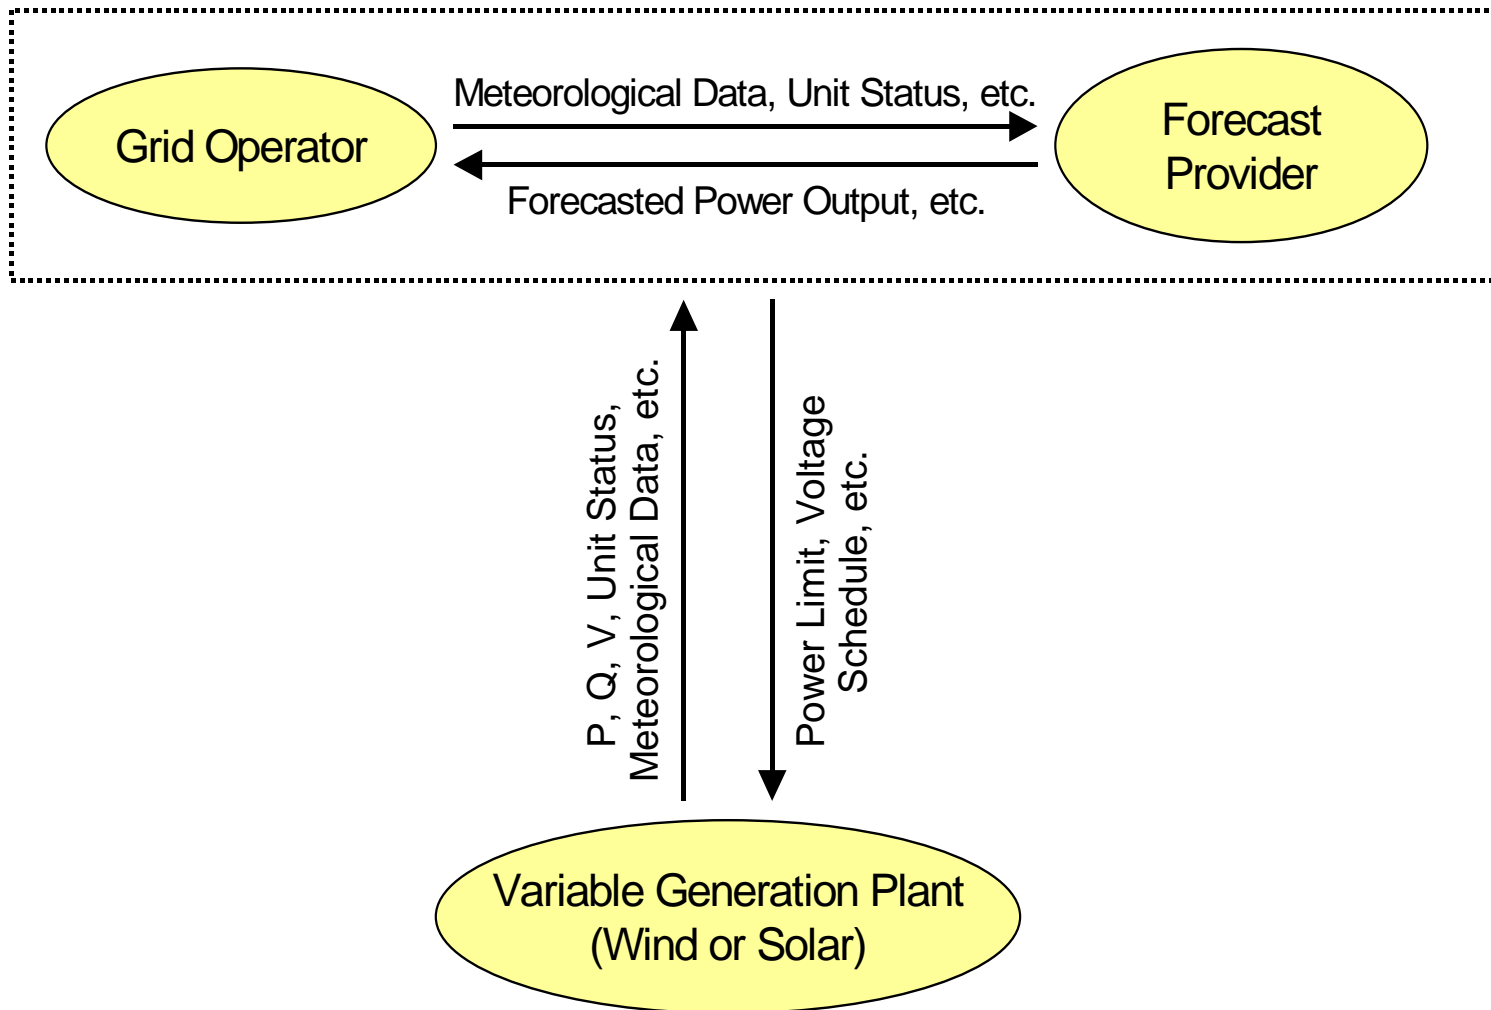 Meteorological Data, Unit Status, etc.
Grid Operator
Forecast
Provider
Forecasted Power Output, etc.
P, Q, V, Unit Status,
Meteorological Data, etc.
Power Limit, Voltage
Schedule, etc.
Variable Generation Plant
(Wind or Solar)